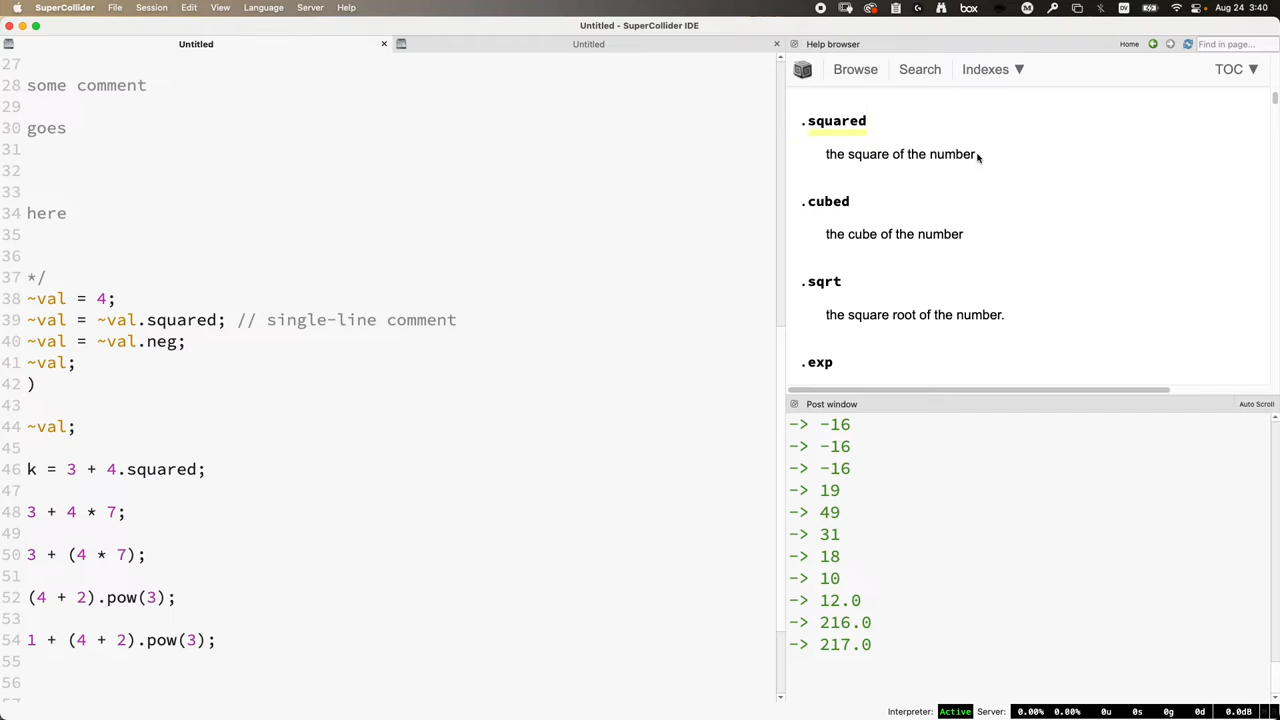 SuperCollider File Session Edit View Language Server Help box DV Aug 24 3:40
Untitled - SuperCollider IDE
Untitled
Untitled
27
28 some comment
29
30 goes
31
32
33
34 here
35
36
37 */
38 ~val = 4;
39 ~val = ~val.squared; // single-line comment
40 ~val = ~val.neg;
41 ~val;
42 )
43
44 ~val;
45
46 k = 3 + 4.squared;
47
48 3 + 4 * 7;
49
50 3 + (4 * 7);
51
52 (4 + 2).pow(3);
53
54 1 + (4 + 2).pow(3);
55
56
Help browser Home Find in page...
Browse Search Indexes ▼ TOC ▼
.squared
the square of the number
.cubed
the cube of the number
.sqrt
the square root of the number.
.exp
Post window Auto Scroll
-> -16
-> -16
-> -16
-> 19
-> 49
-> 31
-> 18
-> 10
-> 12.0
-> 216.0
-> 217.0
Interpreter: Active Server: 0.00% 0.00% 0u 0s 0g 0d 0.0dB